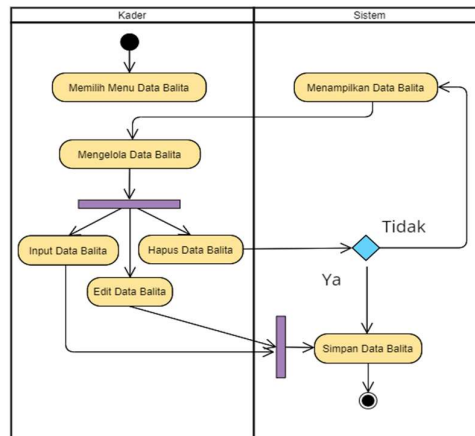 Kader
Sistem
Memilih Menu Data Balita
Menampilkan Data Balita
Mengelola Data Balita
Input Data Balita
Hapus Data Balita
Tidak
Edit Data Balita
Ya
Simpan Data Balita